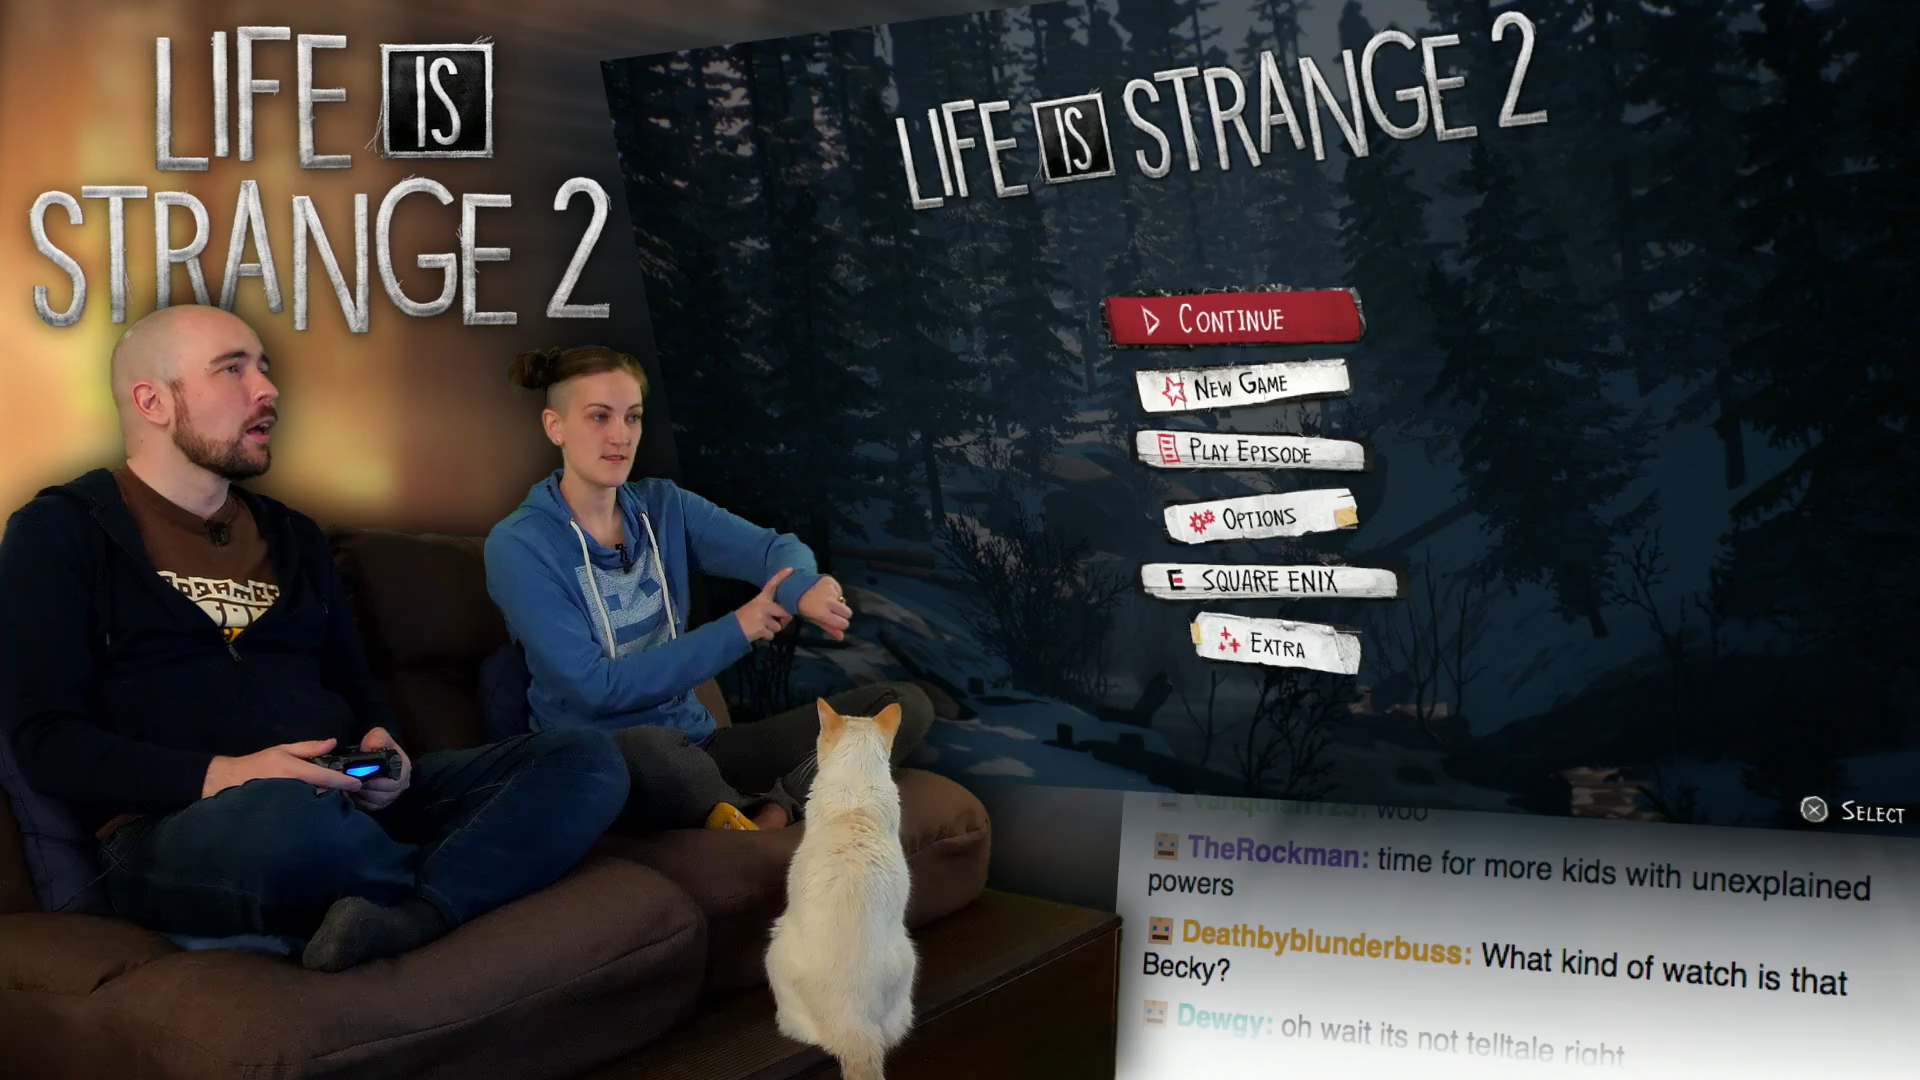 LIFE IS
STRANGE 2
LIFE IS STRANGE 2
CONTINUE
NEW GAME
PLAY EPISODE
OPTIONS
SQUARE ENIX
EXTRA
SELECT
vanquish123: woo
TheRockman: time for more kids with unexplained
powers
Deathbyblunderbuss: What kind of watch is that
Becky?
Dewgy: oh wait its not telltale right